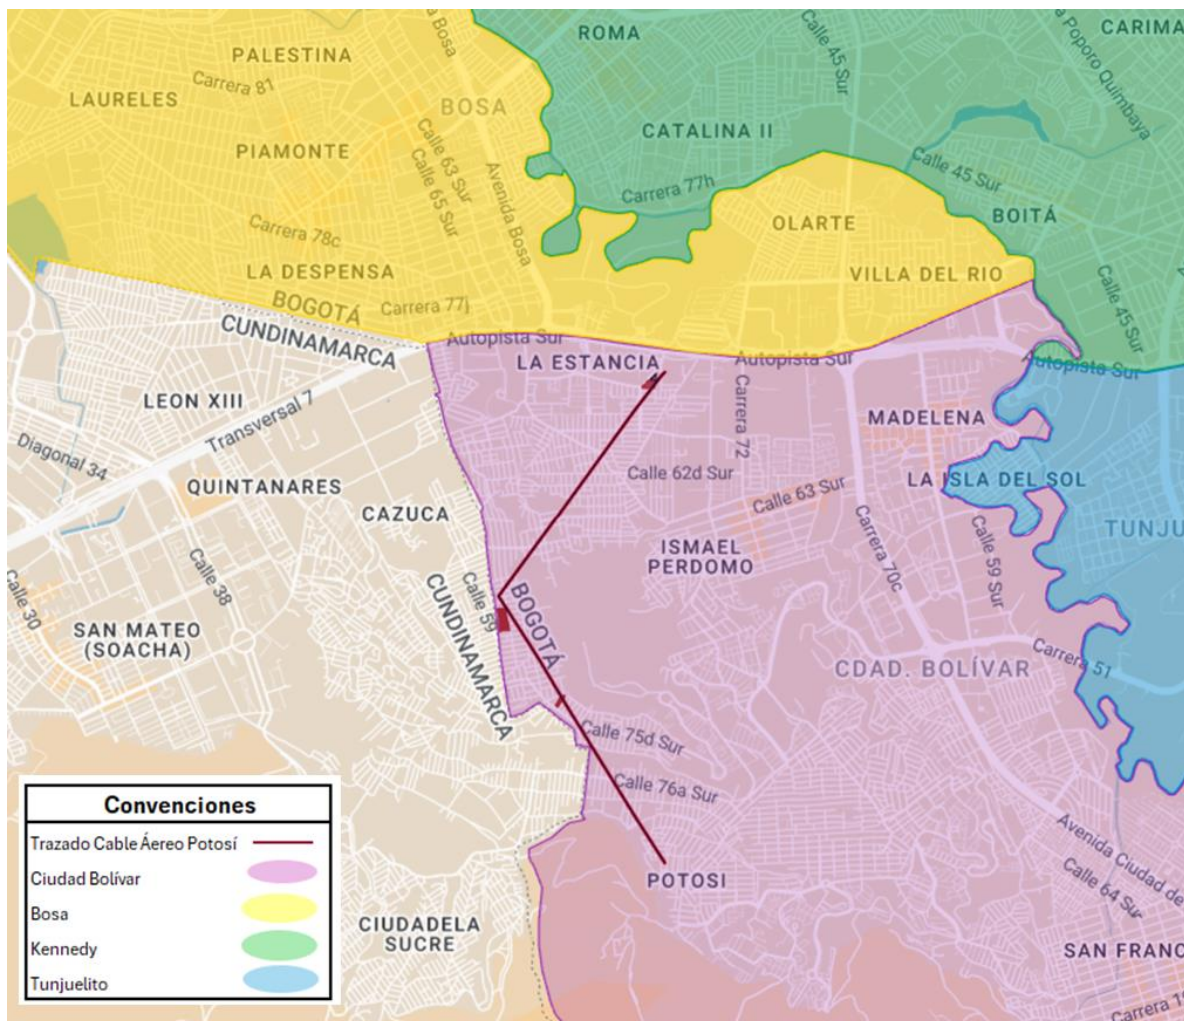 ROMA
CARIMA
PALESTINA
Carrera 81
LAURELES
BOSA
Avenida Bosa
Calle 45 Sur
Poporo Quimbaya
CATALINA II
PIAMONTE
Calle 63 Sur
Calle 65 Sur
Carrera 77h
Calle 45 Sur
BOITÁ
OLARTE
Carrera 78c
LA DESPENSA
VILLA DEL RIO
Calle 45 Sur
BOGOTÁ
Carrera 77j
CUNDINAMARCA
Autopista Sur
LA ESTANCIA
Autopista Sur
Autopista Sur
LEON XIII
Transversal 7
Carrera 72
MADELENA
Diagonal 34
Calle 62d Sur
QUINTANARES
Calle 63 Sur
LA ISLA DEL SOL
CAZUCA
TUNJU
ISMAEL
PERDOMO
Carrera 70c
Calle 59 Sur
Calle 38
Calle 30
Calle 59
BOGOTÁ
CUNDINAMARCA
SAN MATEO
(SOACHA)
CDAD. BOLÍVAR
Carrera 51
Calle 75d Sur
Calle 76a Sur
Avenida Ciudad de
POTOSI
Calle 64 Sur
CIUDADELA
SUCRE
SAN FRANC
Carrera 19
Convenciones
Trazado Cable Áereo Potosí
Ciudad Bolívar
Bosa
Kennedy
Tunjuelito